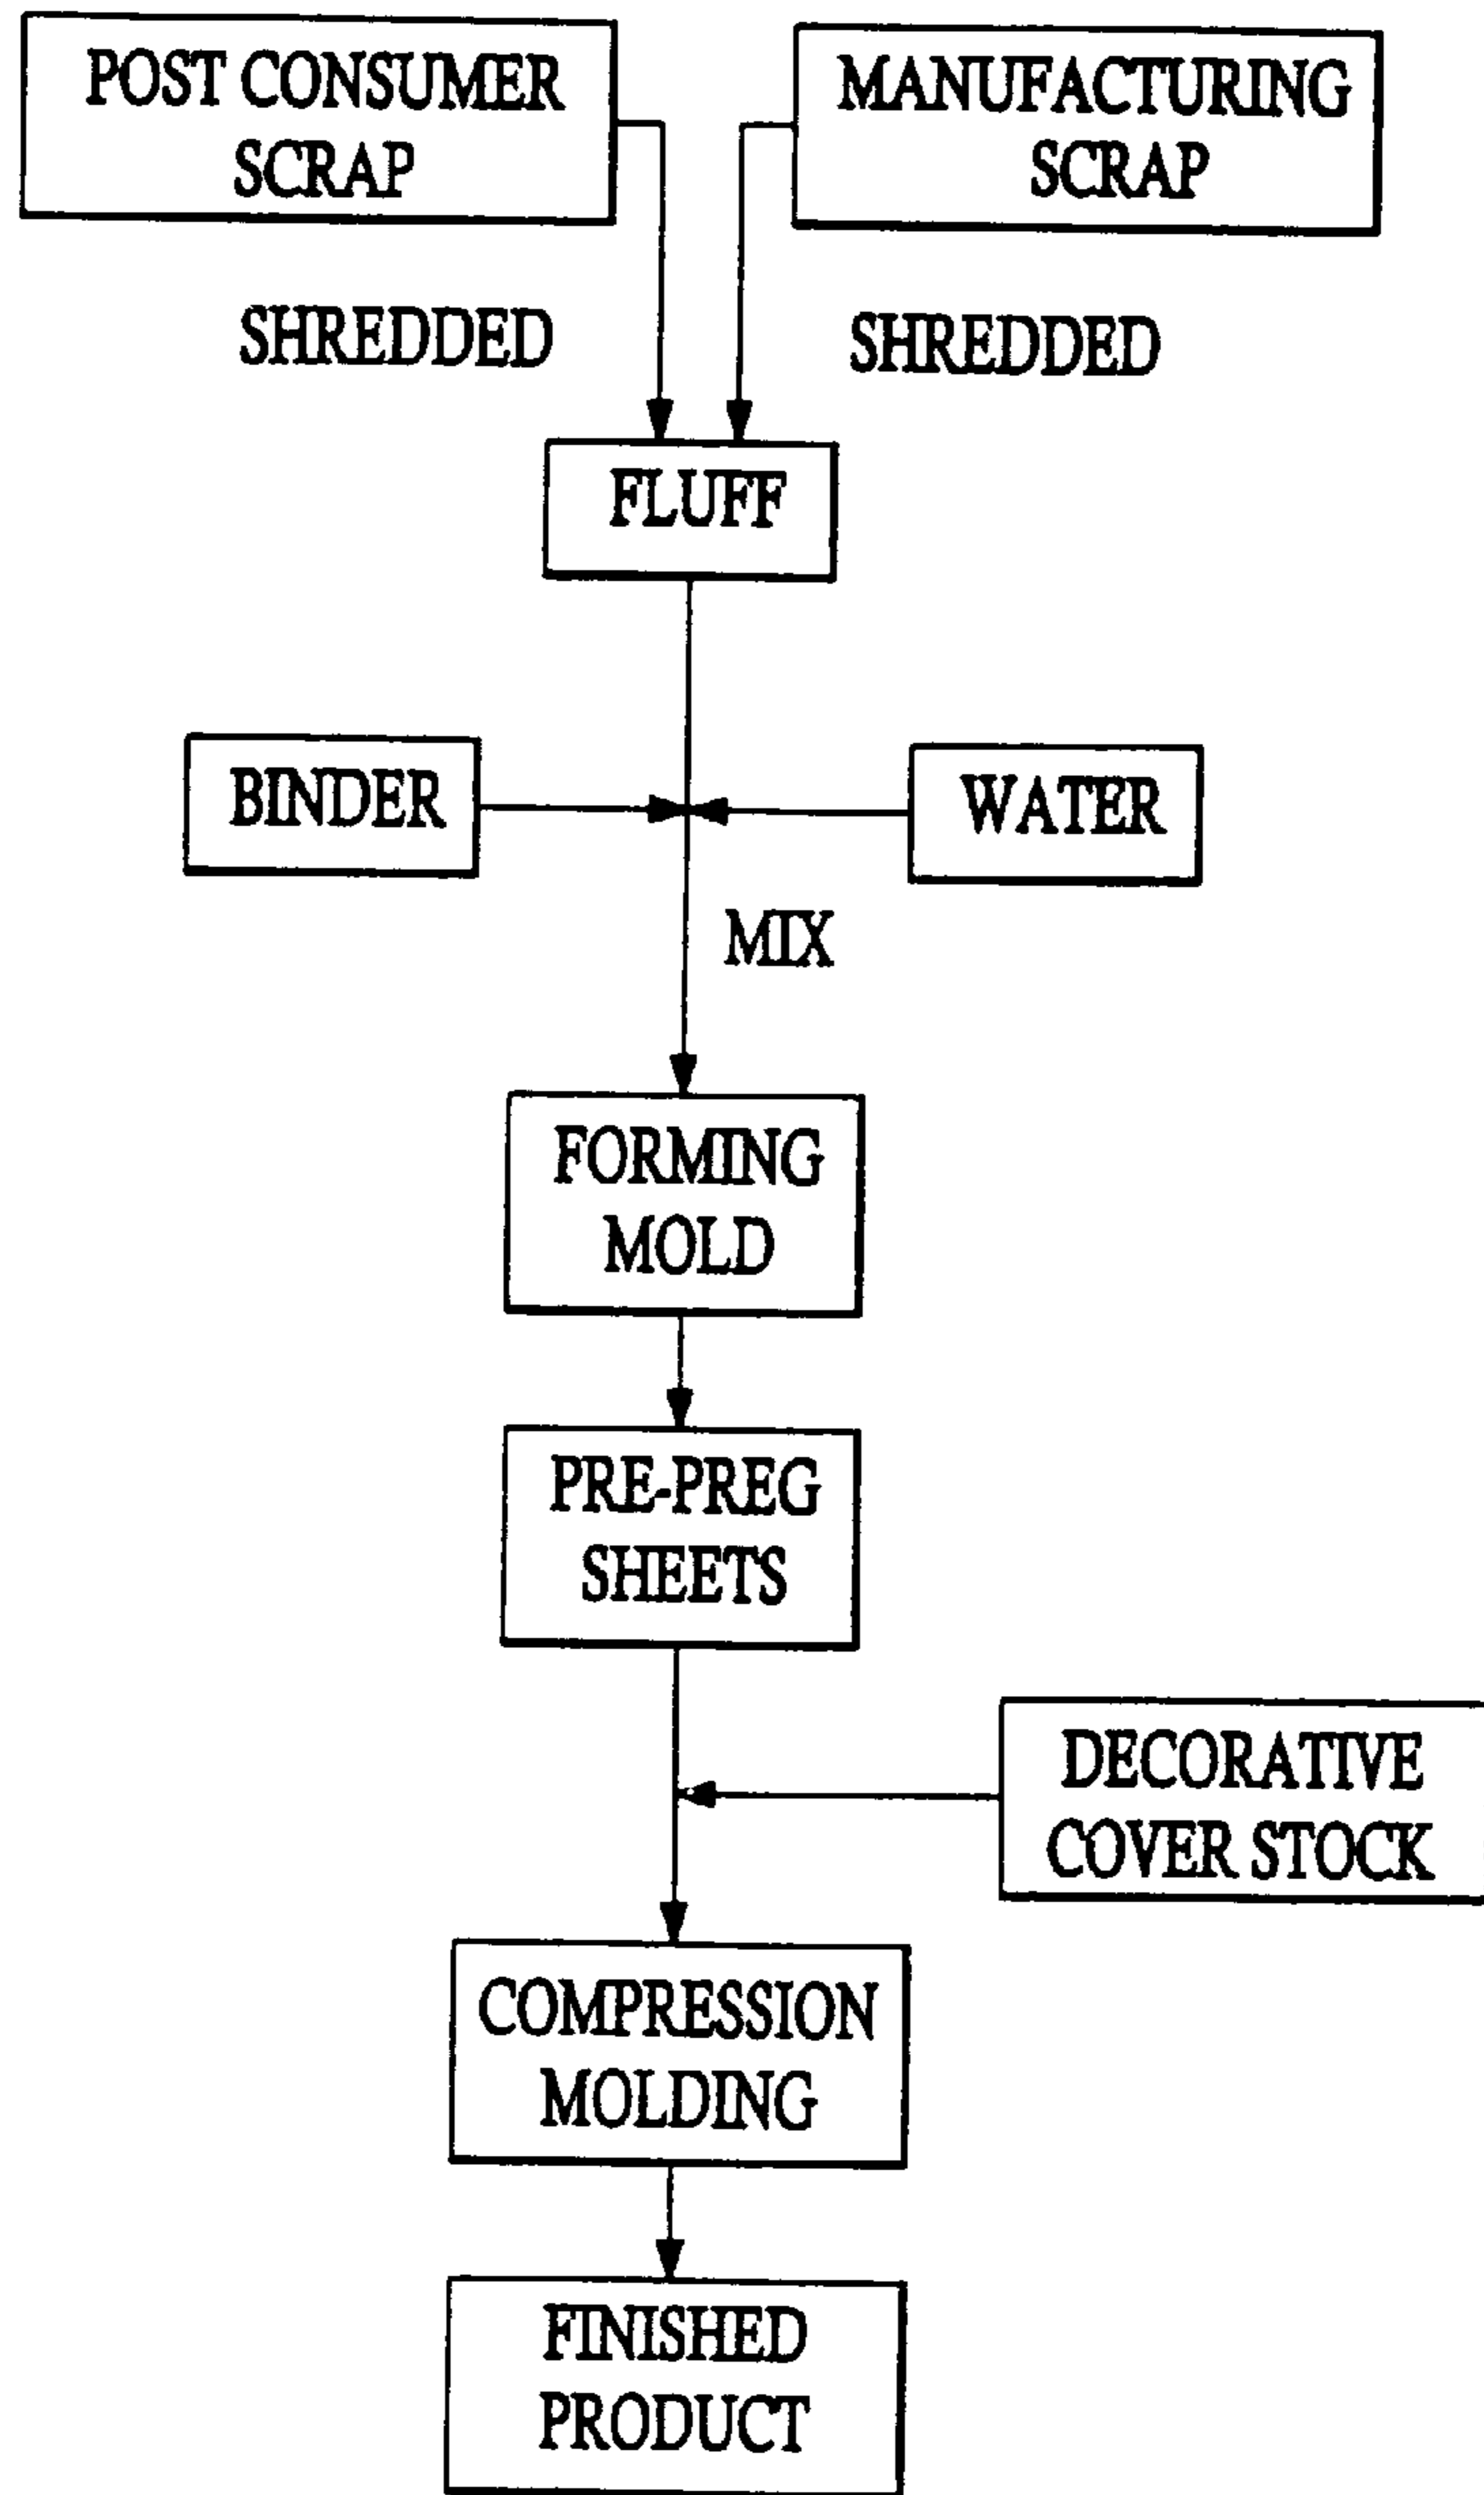 POST CONSUMER
SCRAP
MANUFACTURING
SCRAP
SHREDDED
SHREDDED
FLUFF
BINDER
WATER
MIX
FORMING
MOLD
PRE-PREG
SHEETS
DECORATIVE
COVER STOCK
COMPRESSION
MOLDING
FINISHED
PRODUCT